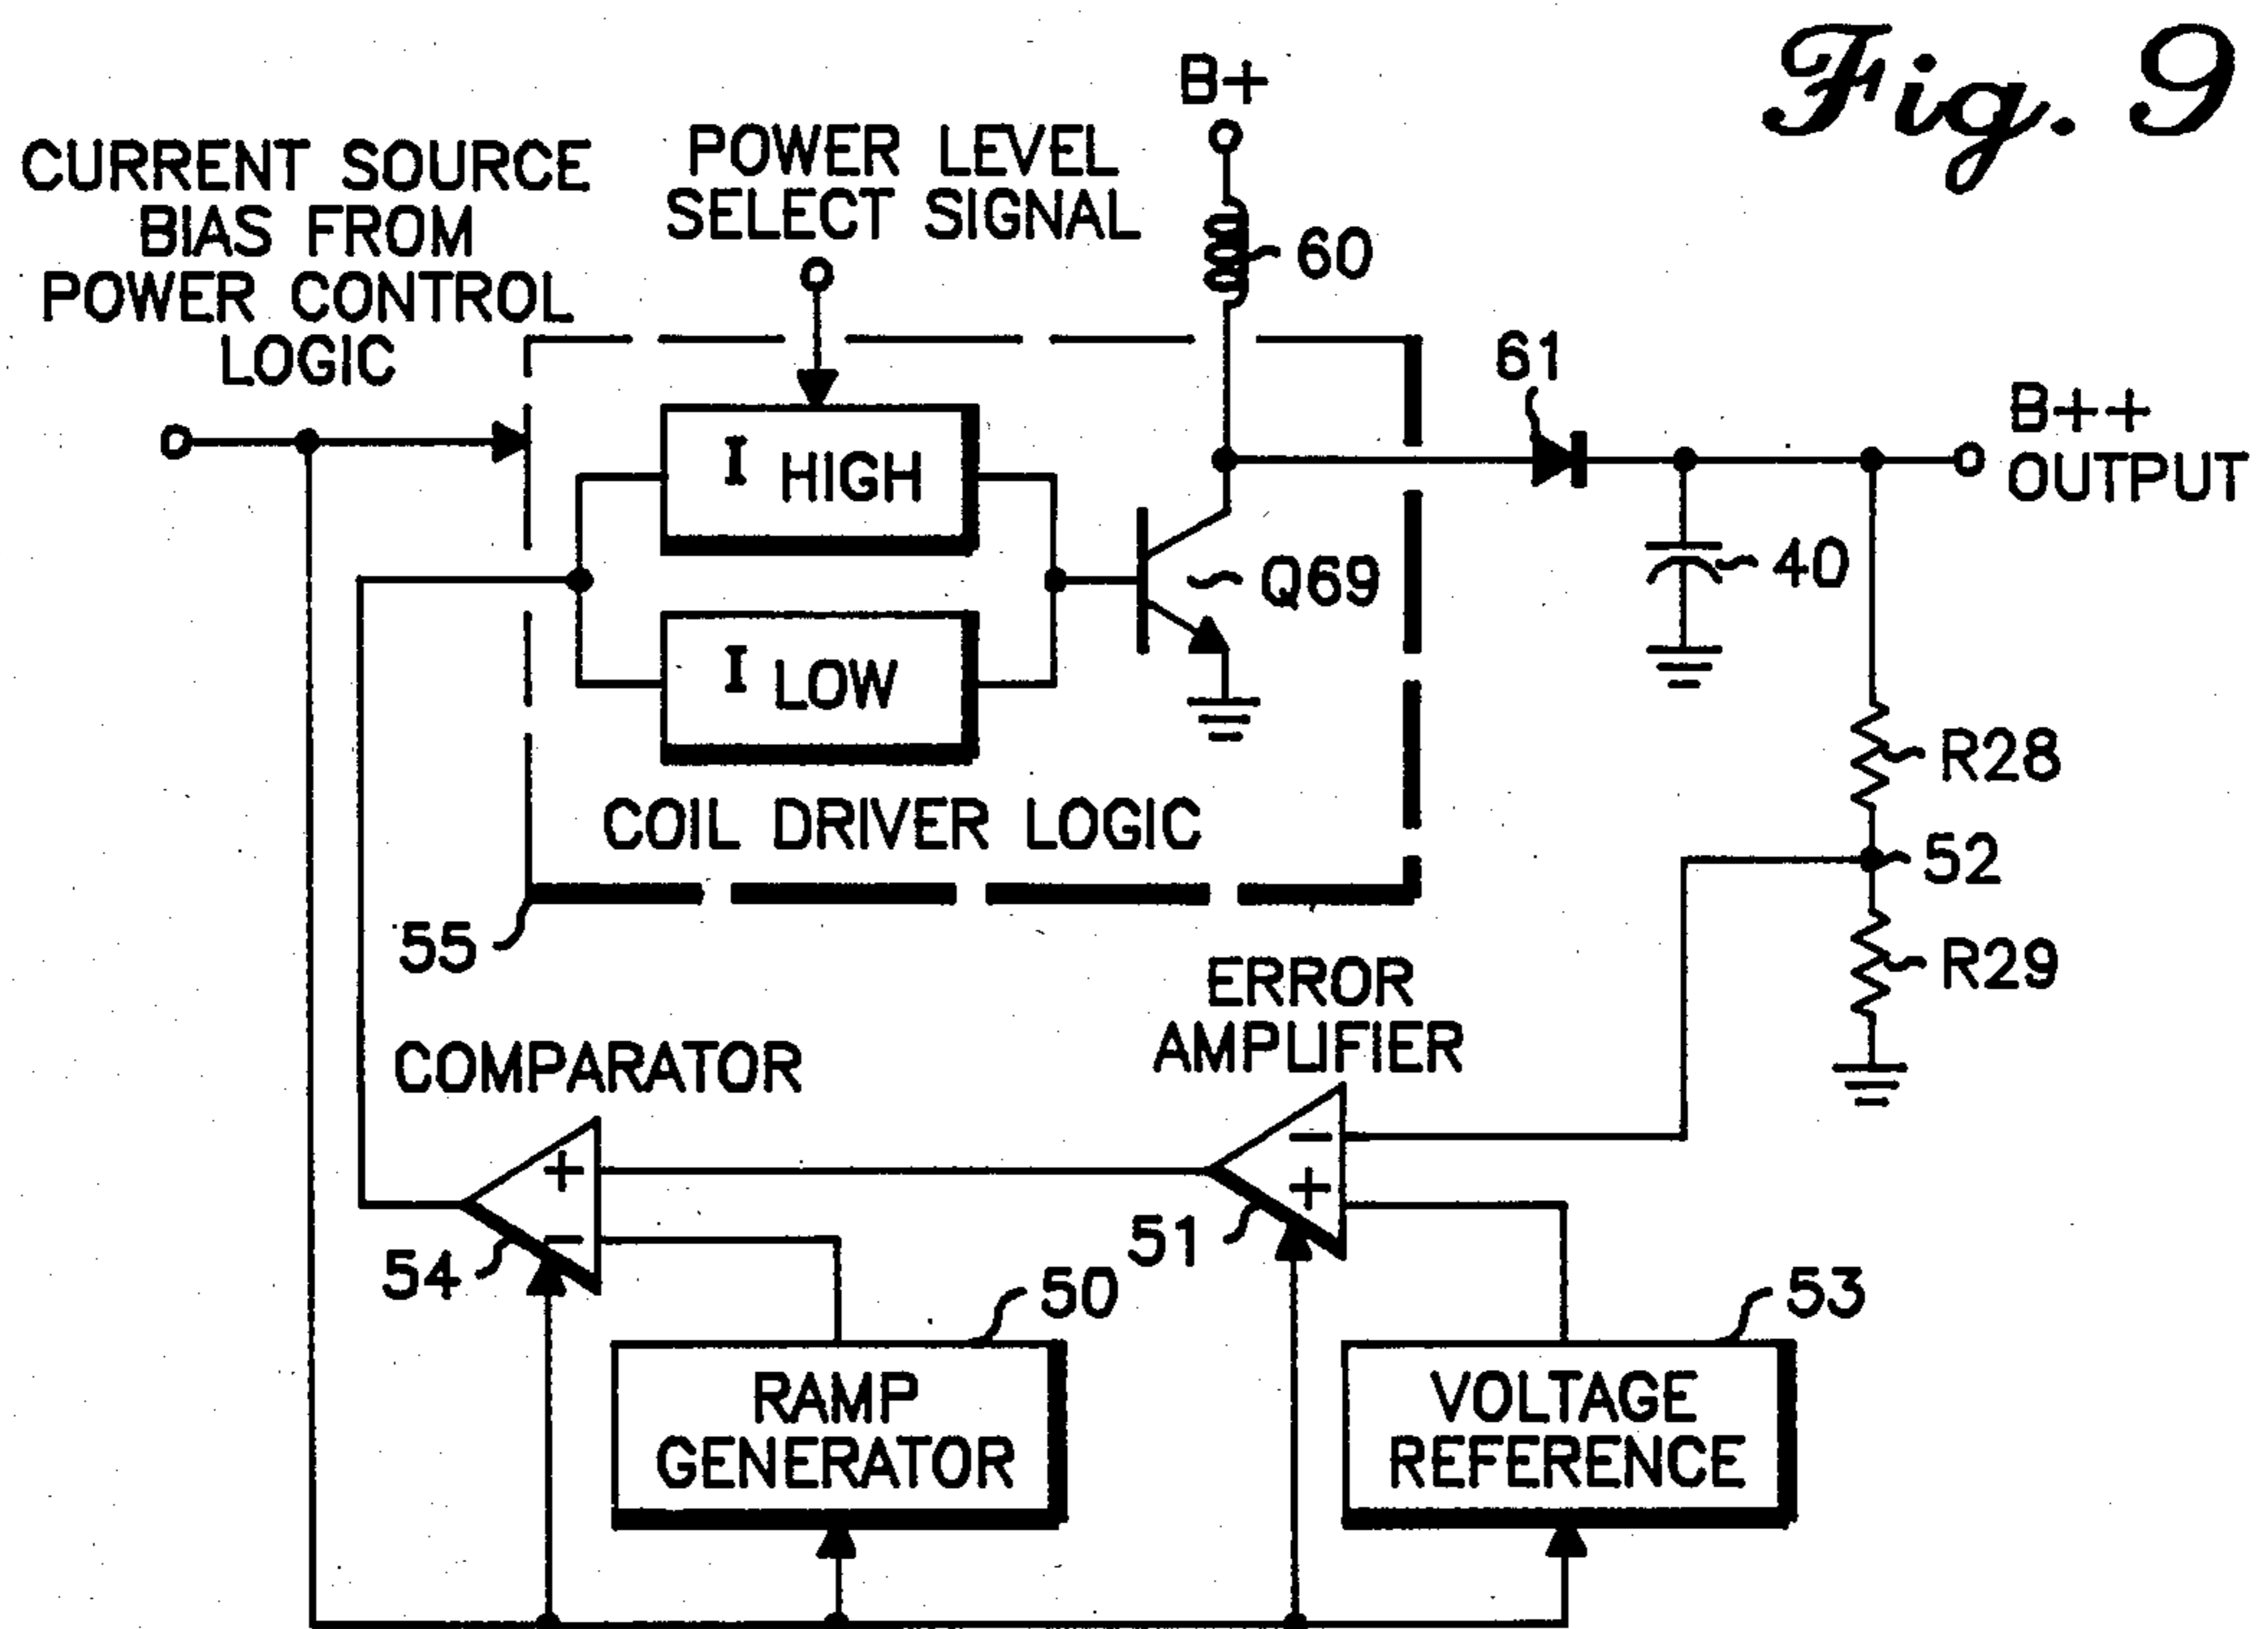 Fig. 9
B+
CURRENT SOURCE
BIAS FROM
POWER CONTROL
LOGIC
POWER LEVEL
SELECT SIGNAL
60
61
B++
OUTPUT
I HIGH
40
Q69
I LOW
R28
COIL DRIVER LOGIC
52
55
R29
ERROR
AMPLIFIER
COMPARATOR
−
+
+
−
51
54
50
53
RAMP
GENERATOR
VOLTAGE
REFERENCE